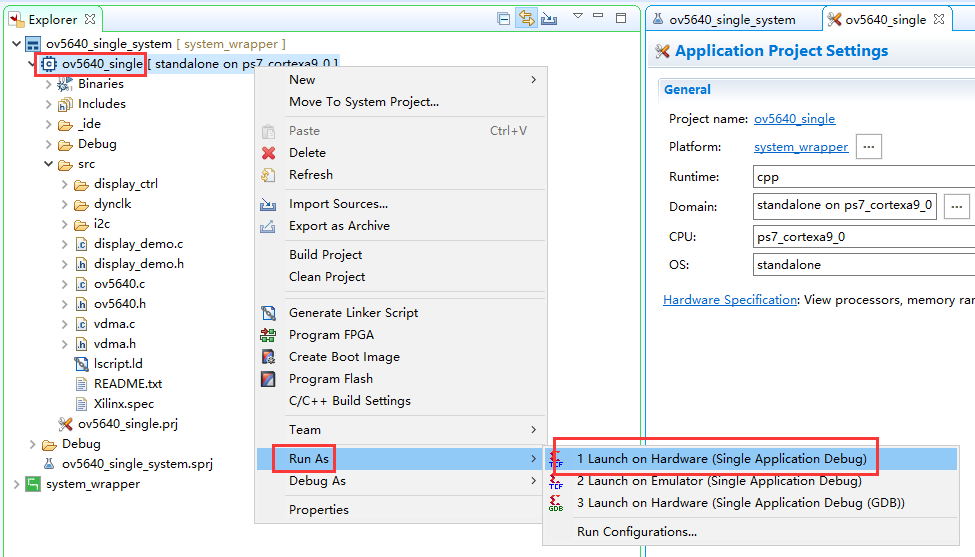 Explorer
ov5640_single_system [ system_wrapper ]
ov5640_single [ standalone on ps7_cortexa9_0 ]
Binaries
Includes
_ide
Debug
src
display_ctrl
dynclk
i2c
display_demo.c
display_demo.h
ov5640.c
ov5640.h
vdma.c
vdma.h
lscript.ld
README.txt
Xilinx.spec
ov5640_single.prj
Debug
ov5640_single_system.sprj
system_wrapper
New
Move To System Project...
Paste Ctrl+V
Delete
Refresh
Import Sources...
Export as Archive
Build Project
Clean Project
Generate Linker Script
Program FPGA
Create Boot Image
Program Flash
C/C++ Build Settings
Team
Run As
Debug As
Properties
1 Launch on Hardware (Single Application Debug)
2 Launch on Emulator (Single Application Debug)
3 Launch on Hardware (Single Application Debug (GDB))
Run Configurations...
ov5640_single_system
ov5640_single
Application Project Settings
General
Project name: ov5640_single
Platform: system_wrapper ...
Runtime: cpp
Domain: standalone on ps7_cortexa9_0 ...
CPU: ps7_cortexa9_0
OS: standalone
Hardware Specification: View processors, memory ran